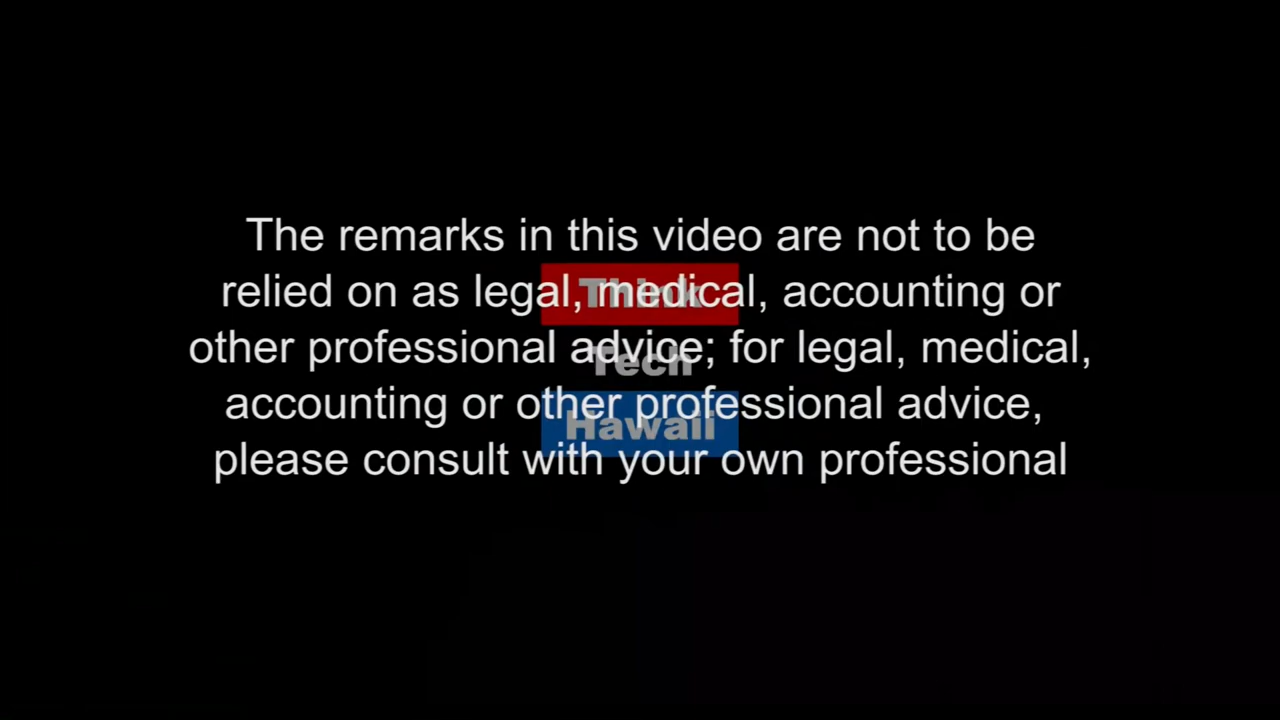 The remarks in this video are not to be
relied on as legal, medical, accounting or
other professional advice; for legal, medical,
accounting or other professional advice,
please consult with your own professional
Think
Tech
Hawaii